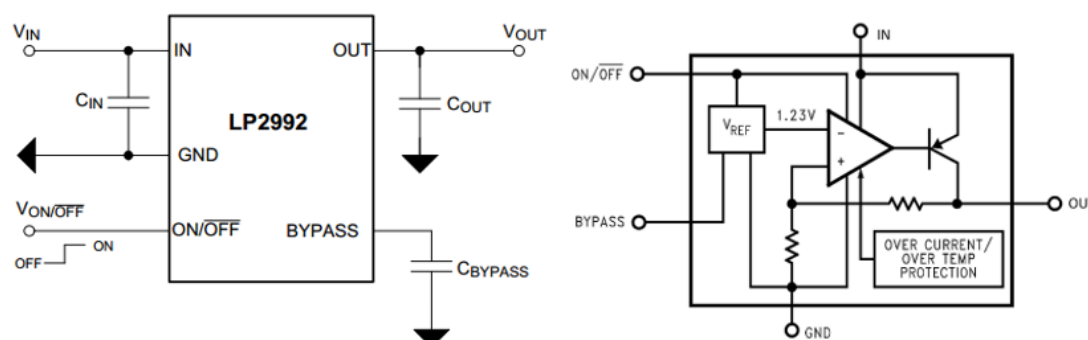 VIN
IN
OUT
VOUT
CIN
LP2992
COUT
GND
VON/OFF
ON/OFF
BYPASS
ON
OFF
CBYPASS
IN
ON/OFF
VREF
1.23V
-
+
BYPASS
OU
OVER CURRENT/
OVER TEMP
PROTECTION
GND